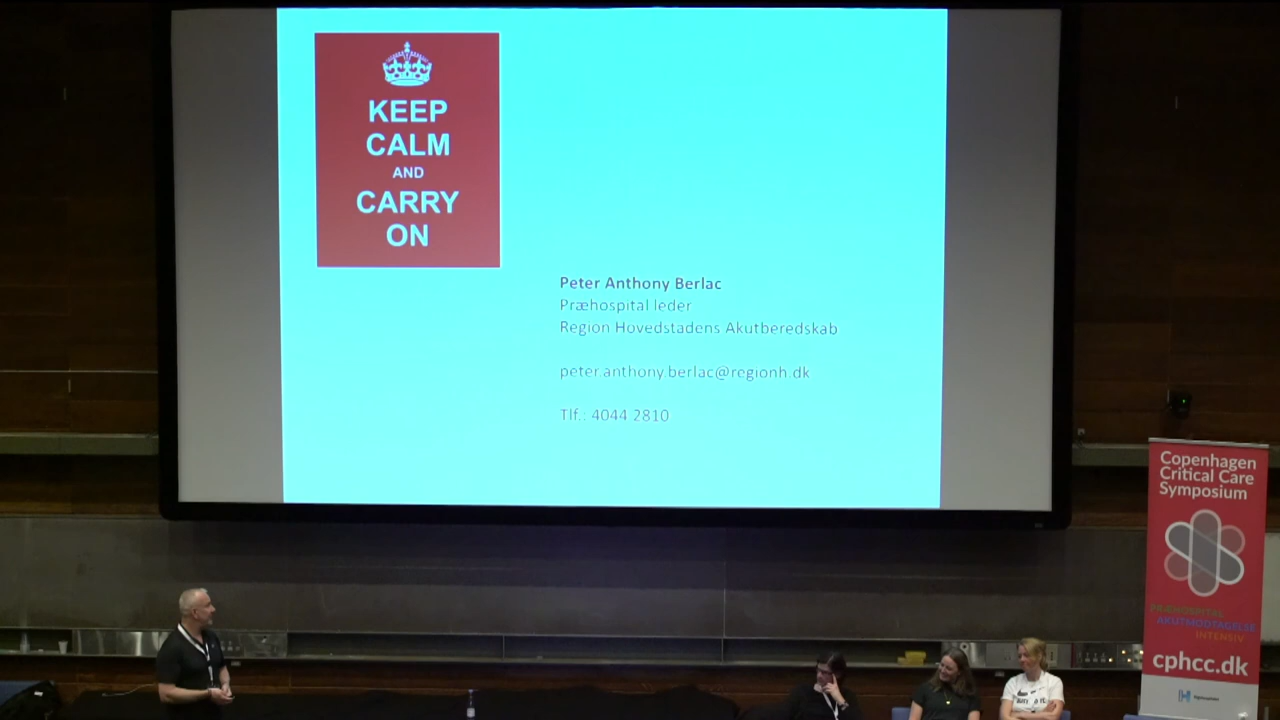 KEEP
CALM
AND
CARRY
ON
Peter Anthony Berlac
Præhospital leder
Region Hovedstadens Akutberedskab
peter.anthony.berlac@regionh.dk
Tlf.: 4044 2810
Copenhagen
Critical Care
Symposium
PRÆHOSPITAL
AKUTMODTAGELSE
INTENSIV
cphcc.dk